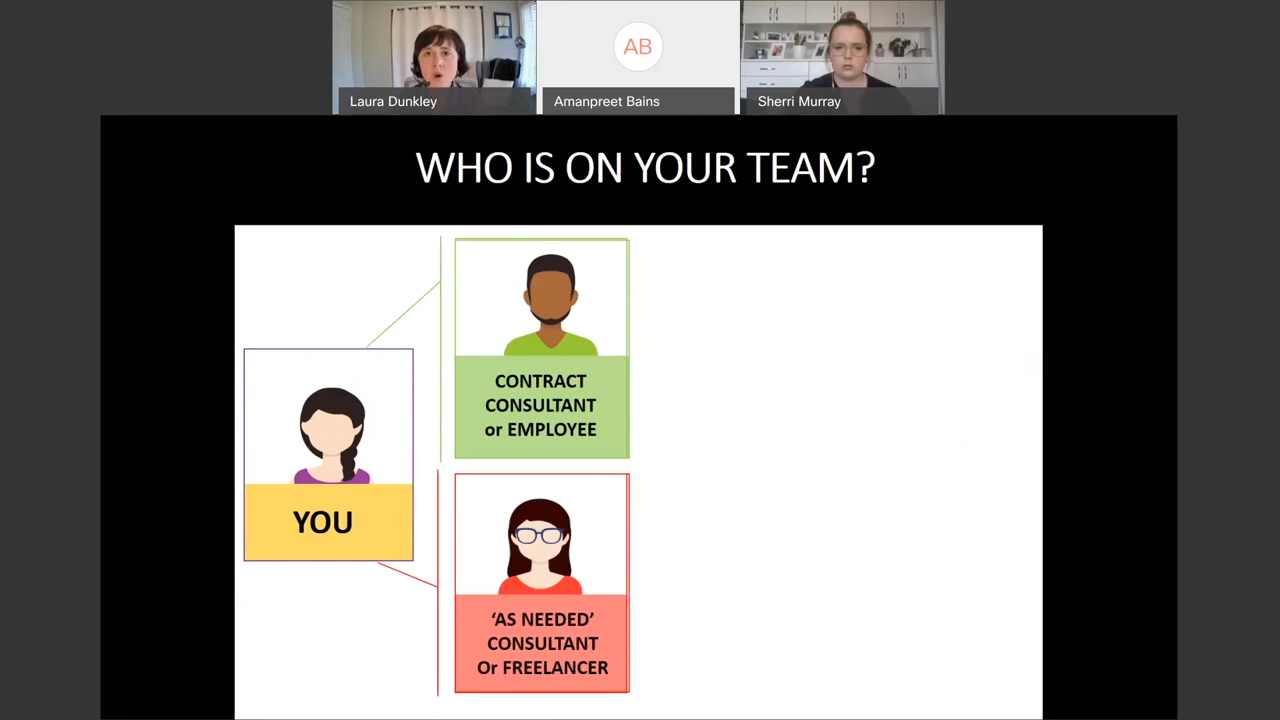 AB
Laura Dunkley
Amanpreet Bains
Sherri Murray
WHO IS ON YOUR TEAM?
CONTRACT
CONSULTANT
or EMPLOYEE
YOU
‘AS NEEDED’
CONSULTANT
Or FREELANCER